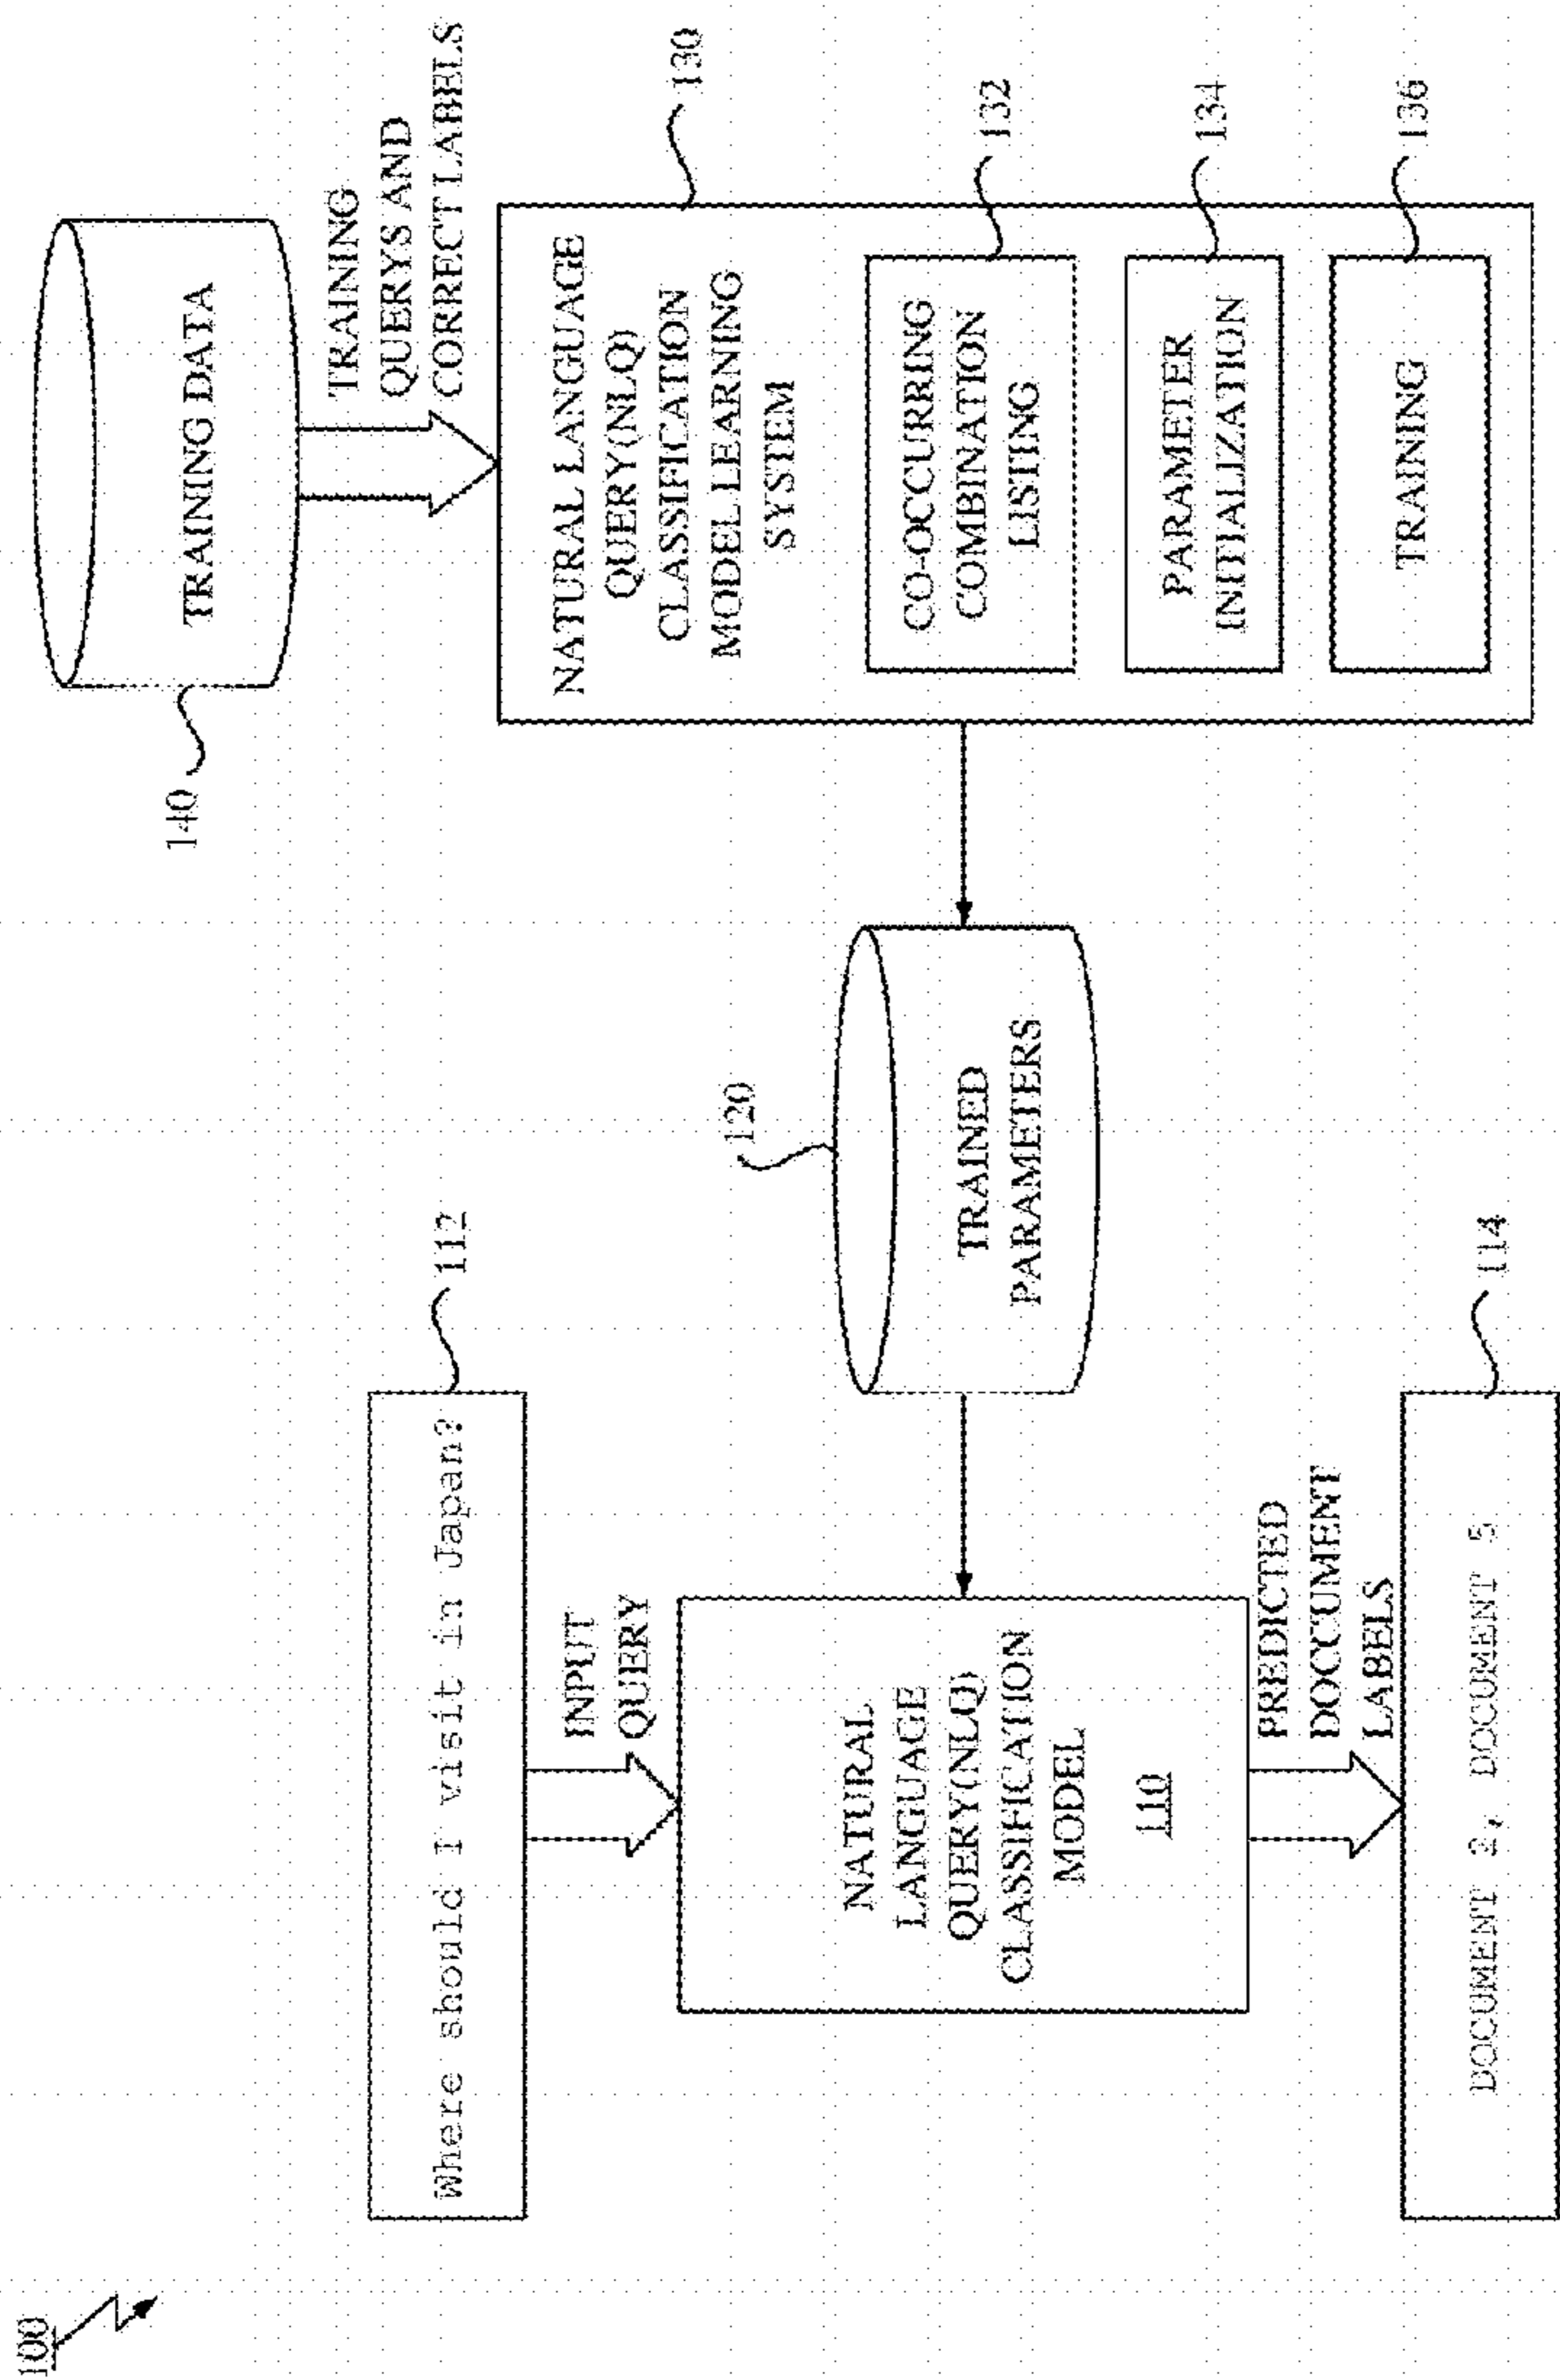 100
Where should I visit in Japan?
112
INPUT
QUERY
NATURAL
LANGUAGE
QUERY(NLQ)
CLASSIFICATION
MODEL
110
PREDICTED
DOCUMENT
LABELS
DOCUMENT 2, DOCUMENT 5
114
120
TRAINED
PARAMETERS
140
TRAINING DATA
TRAINING
QUERYS AND
CORRECT LABELS
130
NATURAL LANGUAGE
QUERY(NLQ)
CLASSIFICATION
MODEL LEARNING
SYSTEM
CO-OCCURRING
COMBINATION
LISTING
132
PARAMETER
INITIALIZATION
134
TRAINING
136